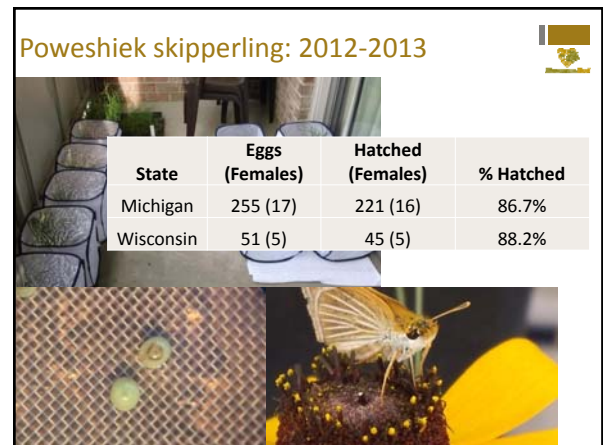 Poweshiek skipperling: 2012-2013
State Eggs (Females) Hatched (Females) % Hatched
Michigan 255 (17) 221 (16) 86.7%
Wisconsin 51 (5) 45 (5) 88.2%